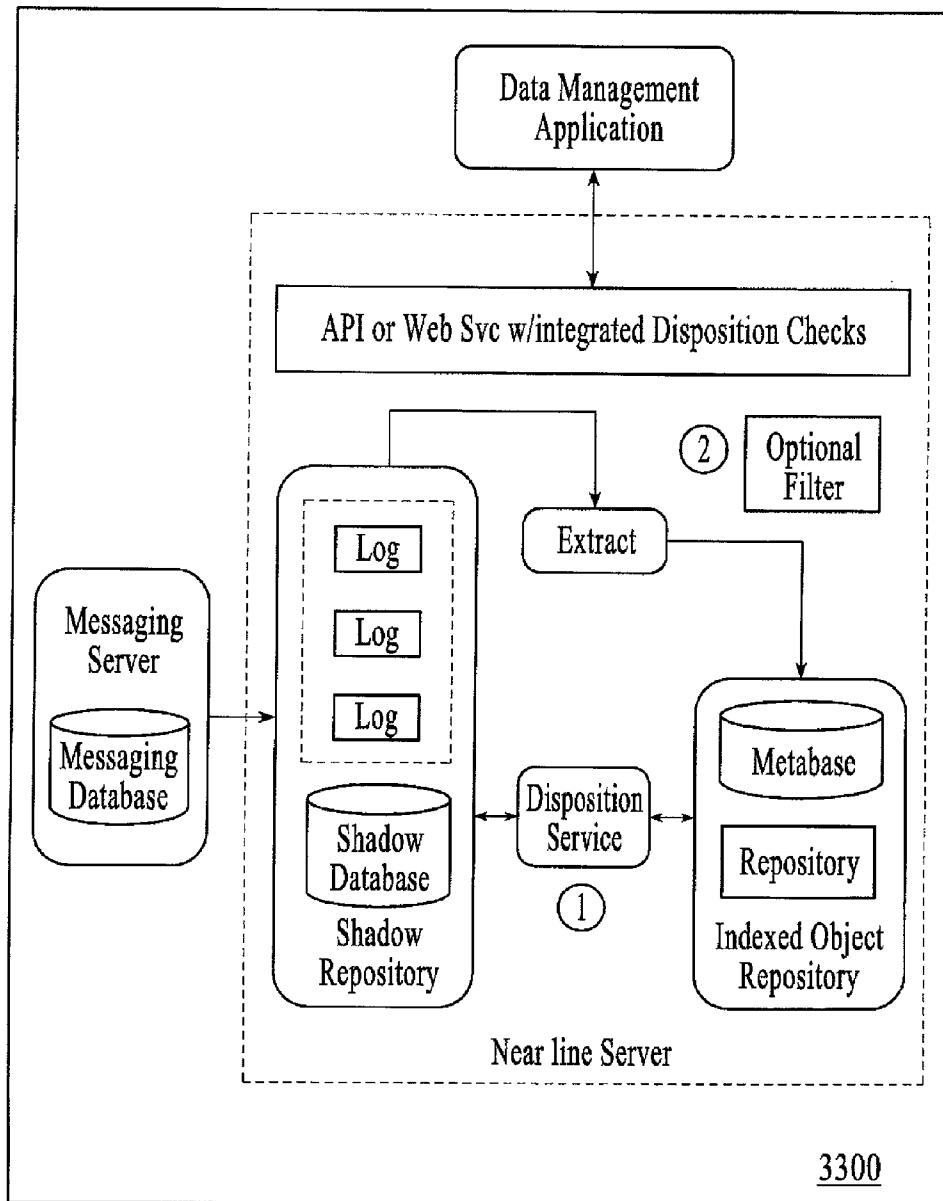 Data Management
Application
API or Web Svc w/integrated Disposition Checks
2
Optional
Filter
Extract
Log
Log
Log
Messaging
Server
Messaging
Database
Shadow
Database
Shadow
Repository
Disposition
Service
1
Metabase
Repository
Indexed Object
Repository
Near line Server
3300